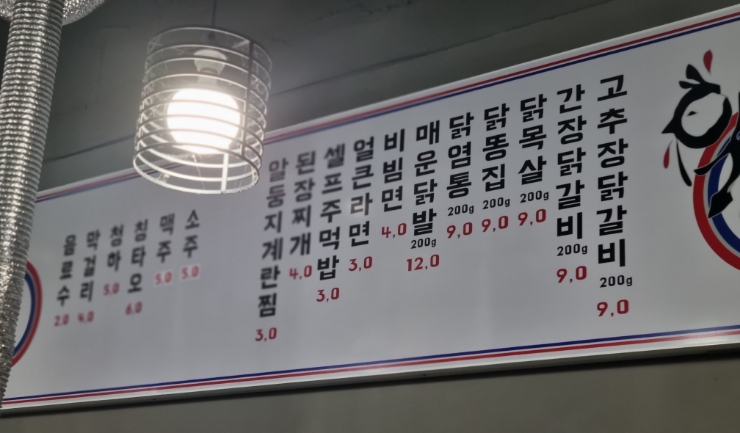 고추장닭갈비 200g 9,0
간장닭갈비 200g 9,0
닭목살 200g 9,0
닭똥집 200g 9,0
닭염통 200g 9,0
매운닭발 200g 12,0
비빔면 4,0
얼큰라면 3,0
셀프주먹밥 3,0
된장찌개 4,0
알둥지계란찜 3,0
소주 5,0
맥주 5,0
칭타오 6,0
청하 5,0
막걸리 4,0
음료수 2,0